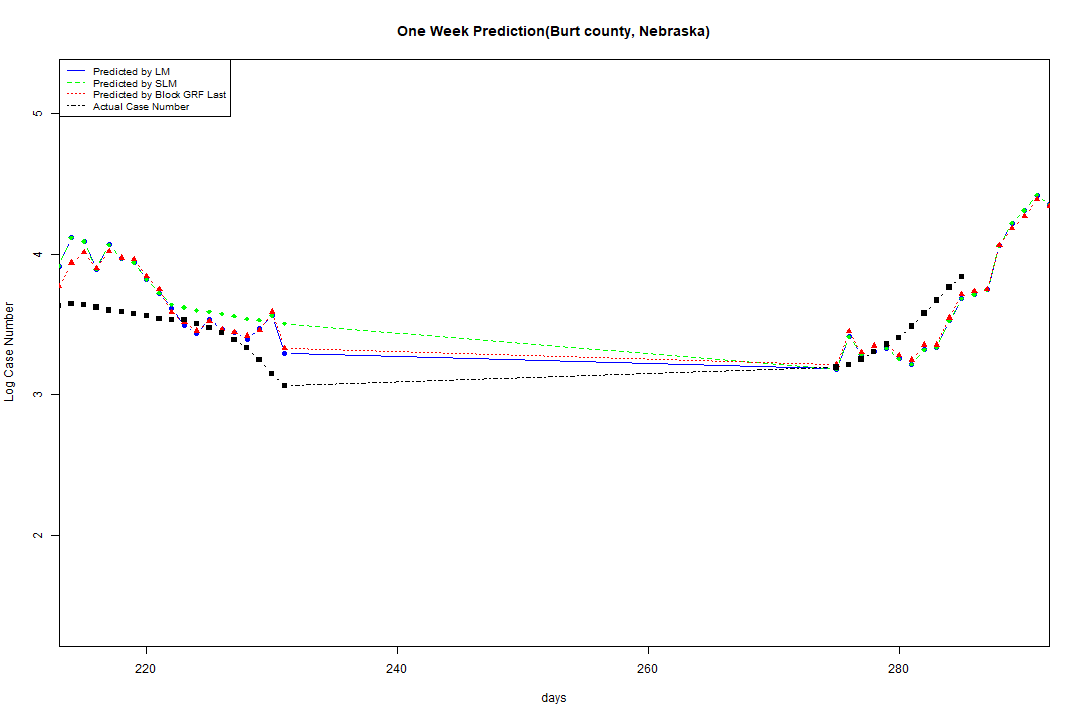 One Week Prediction(Burt county, Nebraska)
Predicted by LM
Predicted by SLM
Predicted by Block GRF Last
Actual Case Number
5
4
3
2
Log Case Number
220 240 260 280
days